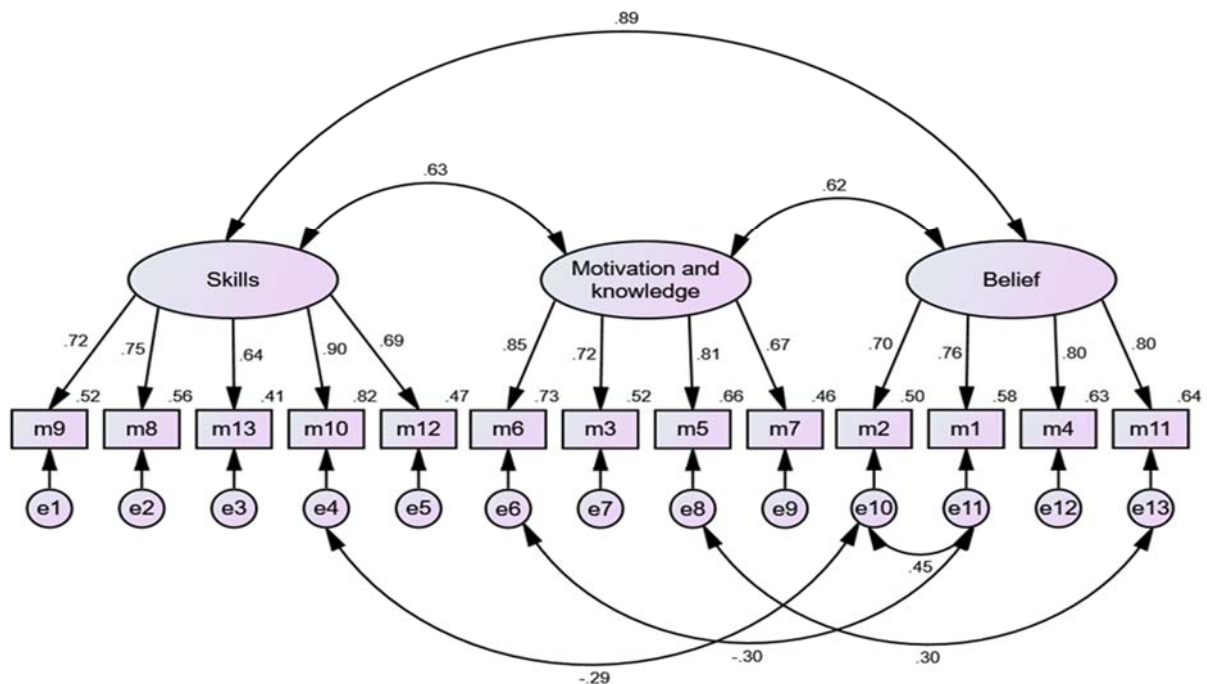 .89
.63
.62
Skills
Motivation and
knowledge
Belief
.72
.75
.64
.90
.69
.85
.72
.81
.67
.70
.76
.80
.80
.52
.56
.41
.82
.47
.73
.52
.66
.46
.50
.58
.63
.64
m9
m8
m13
m10
m12
m6
m3
m5
m7
m2
m1
m4
m11
e1
e2
e3
e4
e5
e6
e7
e8
e9
e10
e11
e12
e13
.45
-.30
.30
-.29